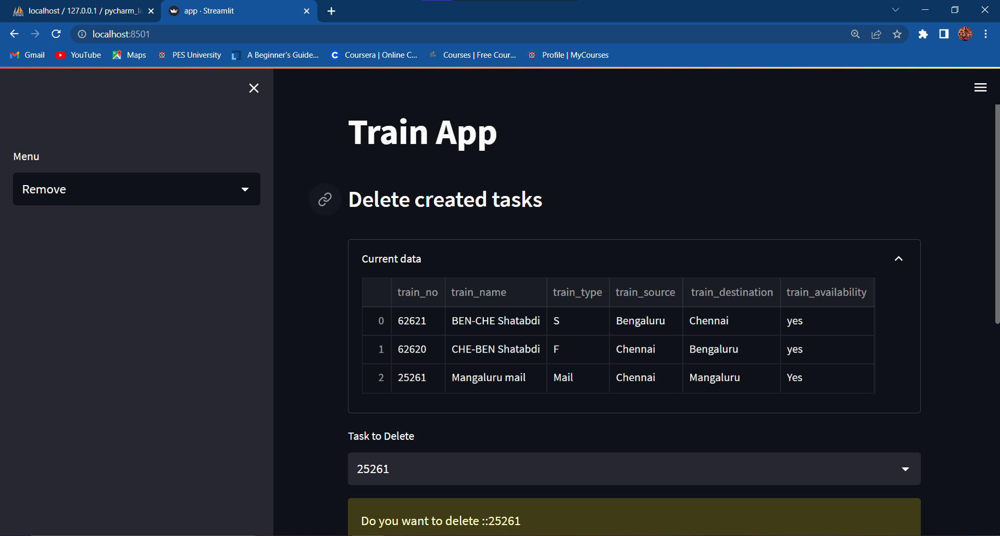 localhost / 127.0.0.1 / pycharm_la
app · Streamlit
localhost:8501
Gmail
YouTube
Maps
PES University
A Beginner's Guide...
Coursera | Online C...
Courses | Free Cour...
Profile | MyCourses
Menu
Remove
Train App
Delete created tasks
Current data
train_no train_name train_type train_source train_destination train_availability
0 62621 BEN-CHE Shatabdi S Bengaluru Chennai yes
1 62620 CHE-BEN Shatabdi F Chennai Bengaluru yes
2 25261 Mangaluru mail Mail Chennai Mangaluru Yes
Task to Delete
25261
Do you want to delete ::25261